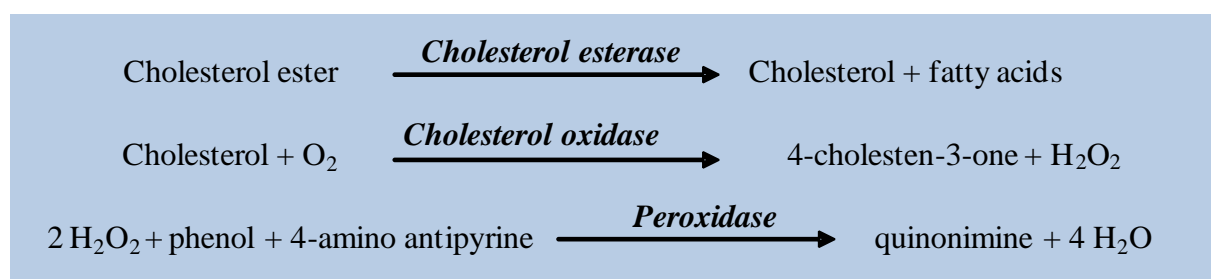 Cholesterol esterase
Cholesterol ester Cholesterol + fatty acids
Cholesterol oxidase
Cholesterol + O₂ 4-cholesten-3-one + H₂O₂
Peroxidase
2 H₂O₂ + phenol + 4-amino antipyrine quinonimine + 4 H₂O